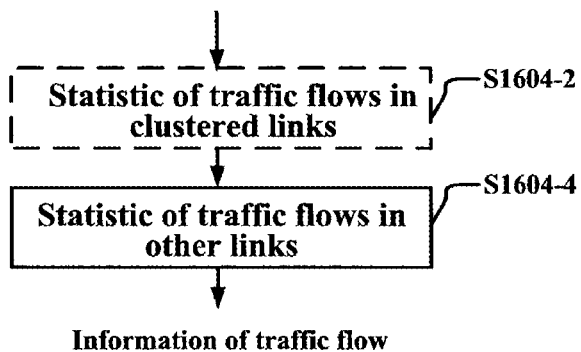 Statistic of traffic flows in
clustered links
S1604-2
Statistic of traffic flows in
other links
S1604-4
Information of traffic flow